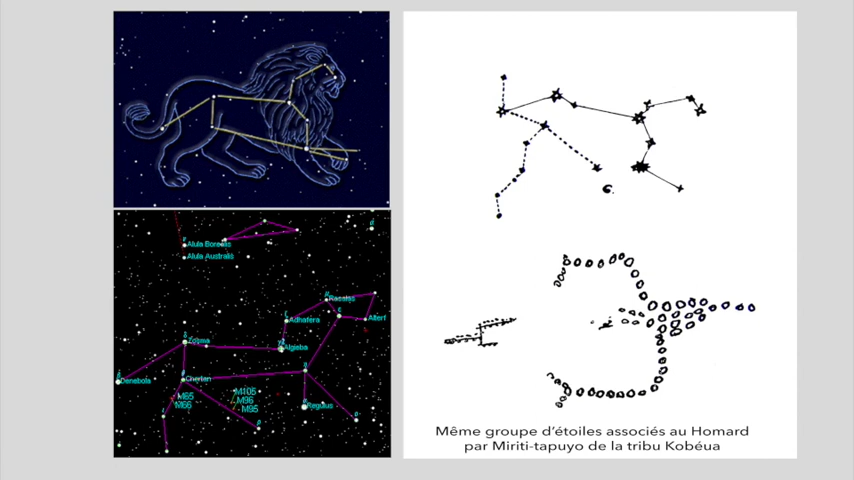 Alula Borealis
Alula Australis
Rasalas
Adhafera
Alterf
Zosma
Algieba
Denebola
Chertan
M105
M65
M96
M66
M95
Regulus
Même groupe d'étoiles associés au Homard
par Miriti-tapuyo de la tribu Kobéua